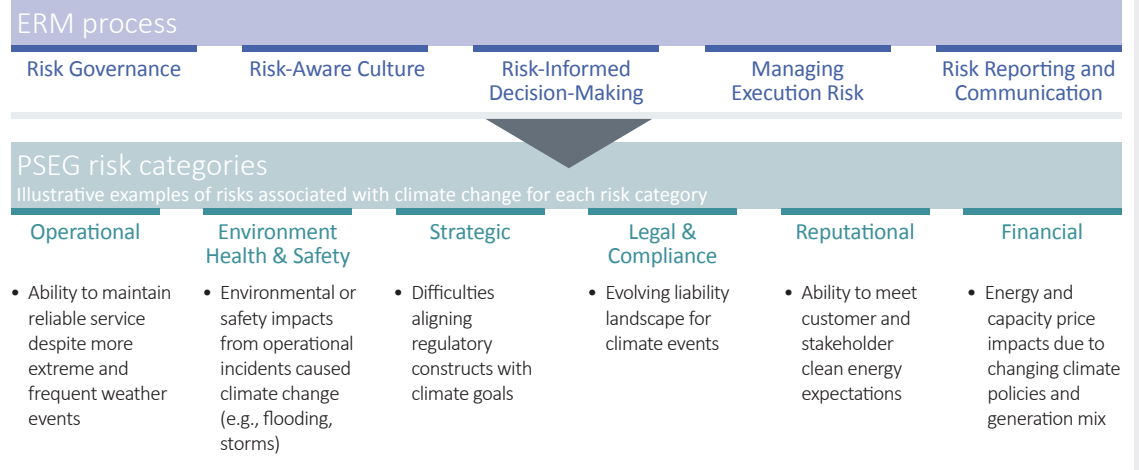 ERM process
Risk Governance
Risk-Aware Culture
Risk-Informed
Decision-Making
Managing
Execution Risk
Risk Reporting and
Communication
PSEG risk categories
Illustrative examples of risks associated with climate change for each risk category
Operational
• Ability to maintain
reliable service
despite more
extreme and
frequent weather
events
Environment
Health & Safety
• Environmental or
safety impacts
from operational
incidents caused
climate change
(e.g., flooding,
storms)
Strategic
• Difficulties
aligning
regulatory
constructs with
climate goals
Legal &
Compliance
• Evolving liability
landscape for
climate events
Reputational
• Ability to meet
customer and
stakeholder
clean energy
expectations
Financial
• Energy and
capacity price
impacts due to
changing climate
policies and
generation mix